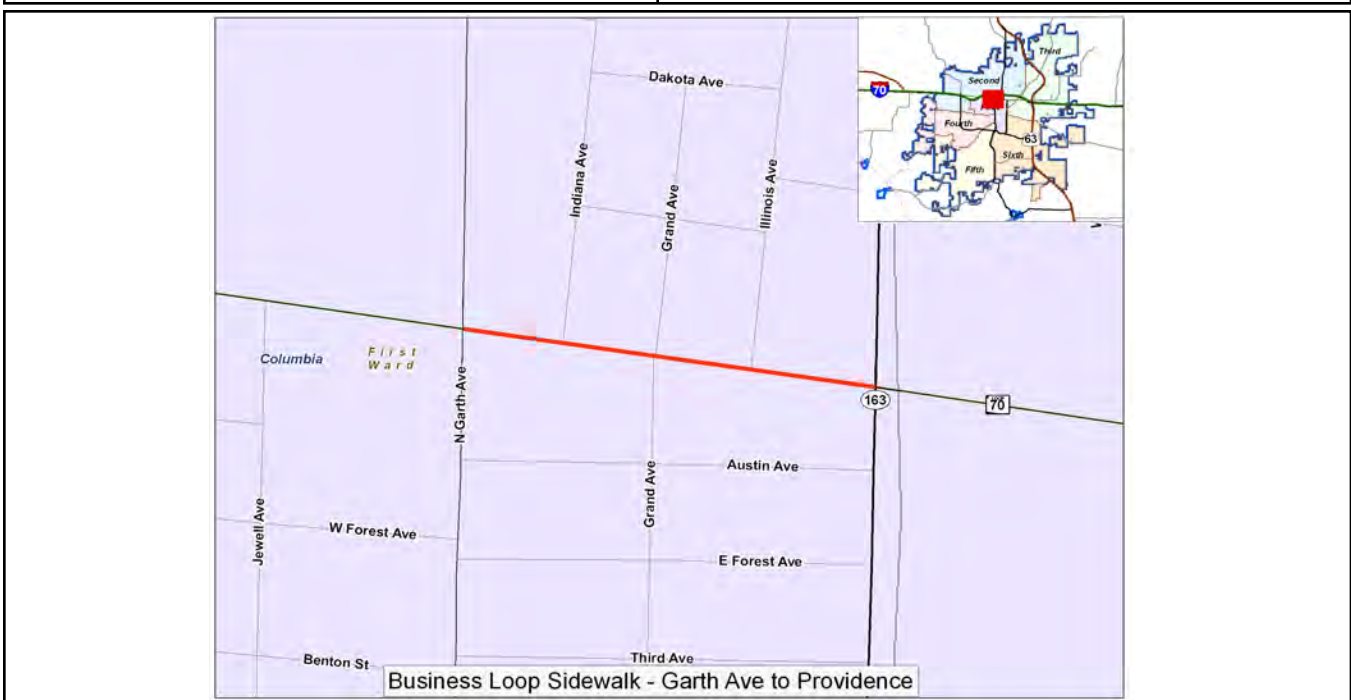 Dakota Ave
Indiana Ave
Grand Ave
Illinois Ave
Third
Second
70
Fourth
63
Sixth
Fifth
Columbia
First
Ward
N Garth Ave
163
70
Grand Ave
Austin Ave
Jewell Ave
W Forest Ave
E Forest Ave
Benton St
Third Ave
Business Loop Sidewalk - Garth Ave to Providence